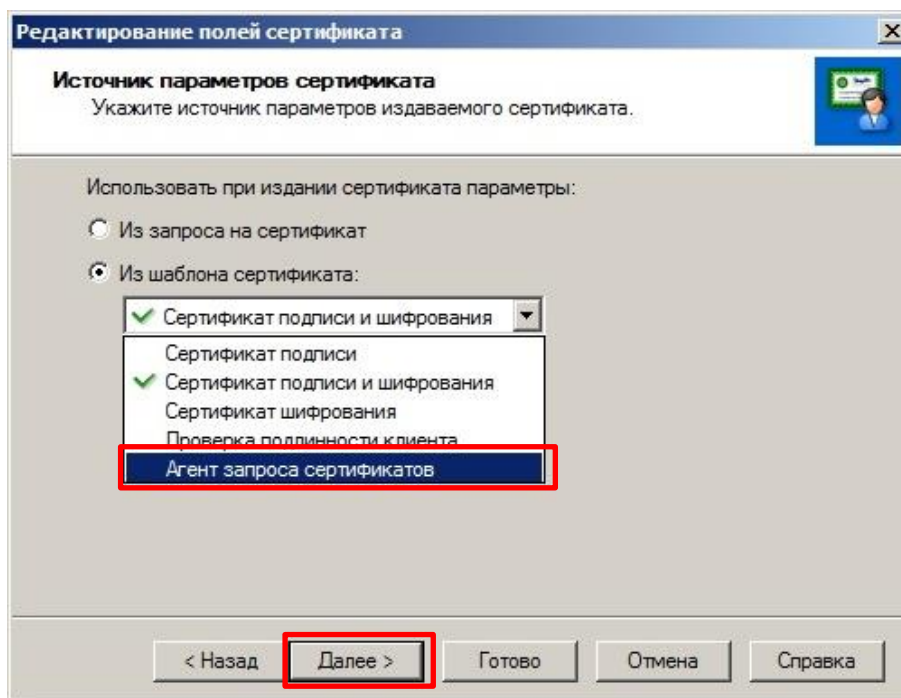 Редактирование полей сертификата
Источник параметров сертификата
Укажите источник параметров издаваемого сертификата.
Использовать при издании сертификата параметры:
Из запроса на сертификат
Из шаблона сертификата:
Сертификат подписи и шифрования
Сертификат подписи
Сертификат подписи и шифрования
Сертификат шифрования
Проверка подлинности клиента
Агент запроса сертификатов
< Назад Далее > Готово Отмена Справка